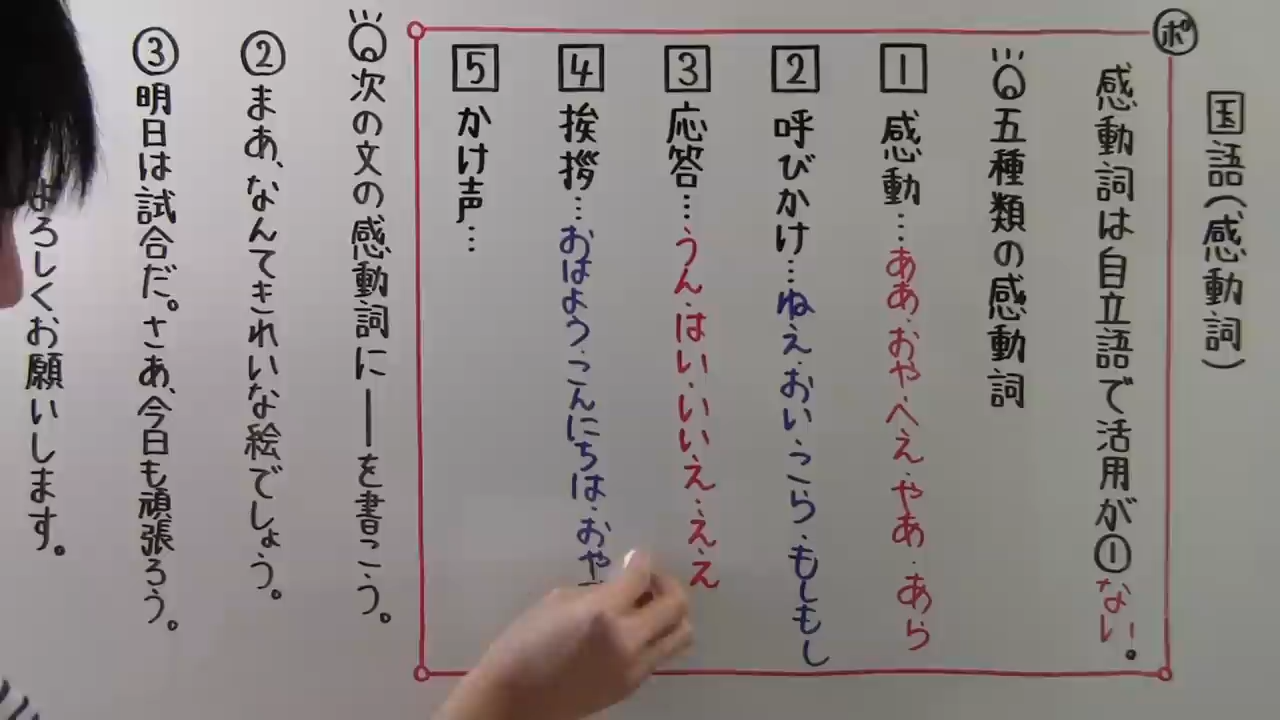 国語(感動詞)
ポ
感動詞は自立語で活用が①ない。
五種類の感動詞
1 感動…ああ・おや・へえ・やあ・あら
2 呼びかけ…ねえ・おい・こら・もしもし
3 応答…うん・はい・いいえ・ええ
4 挨拶…おはよう・こんにちは・おや
5 かけ声…
次の文の感動詞に―を書こう。
②まあ、なんてきれいな絵でしょう。
③明日は試合だ。さあ、今日も頑張ろう。
よろしくお願いします。